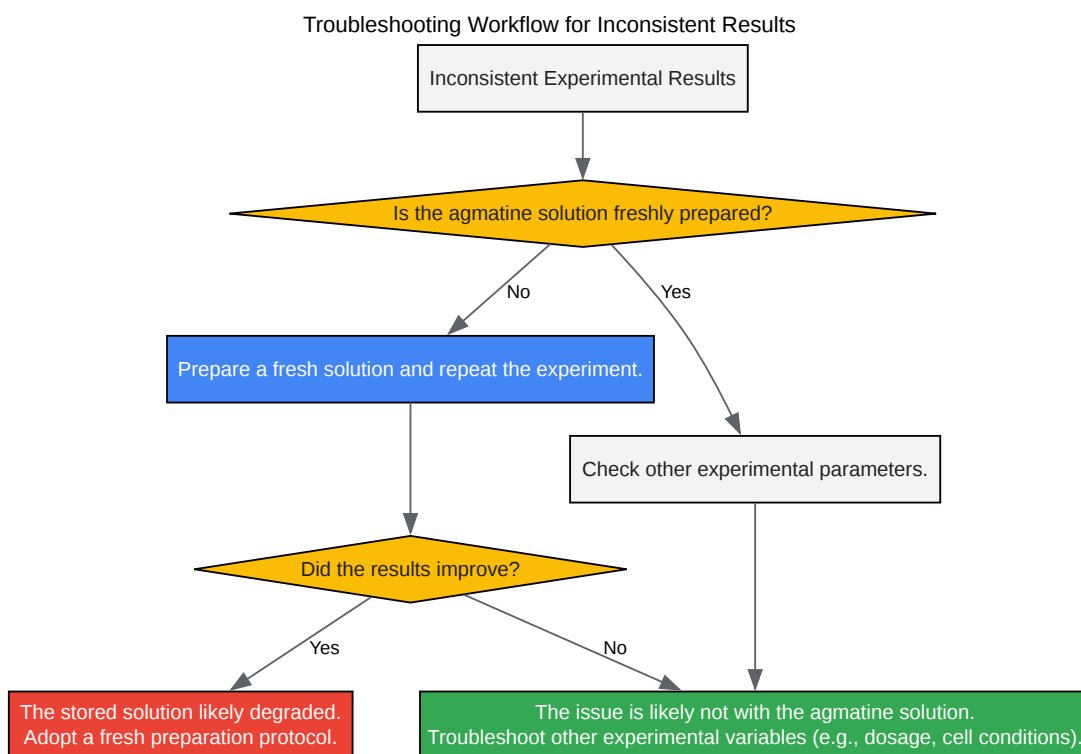 Troubleshooting Workflow for Inconsistent Results
Inconsistent Experimental Results
Is the agmatine solution freshly prepared?
No
Yes
Prepare a fresh solution and repeat the experiment.
Check other experimental parameters.
Did the results improve?
Yes
No
The stored solution likely degraded.
Adopt a fresh preparation protocol.
The issue is likely not with the agmatine solution.
Troubleshoot other experimental variables (e.g., dosage, cell conditions).